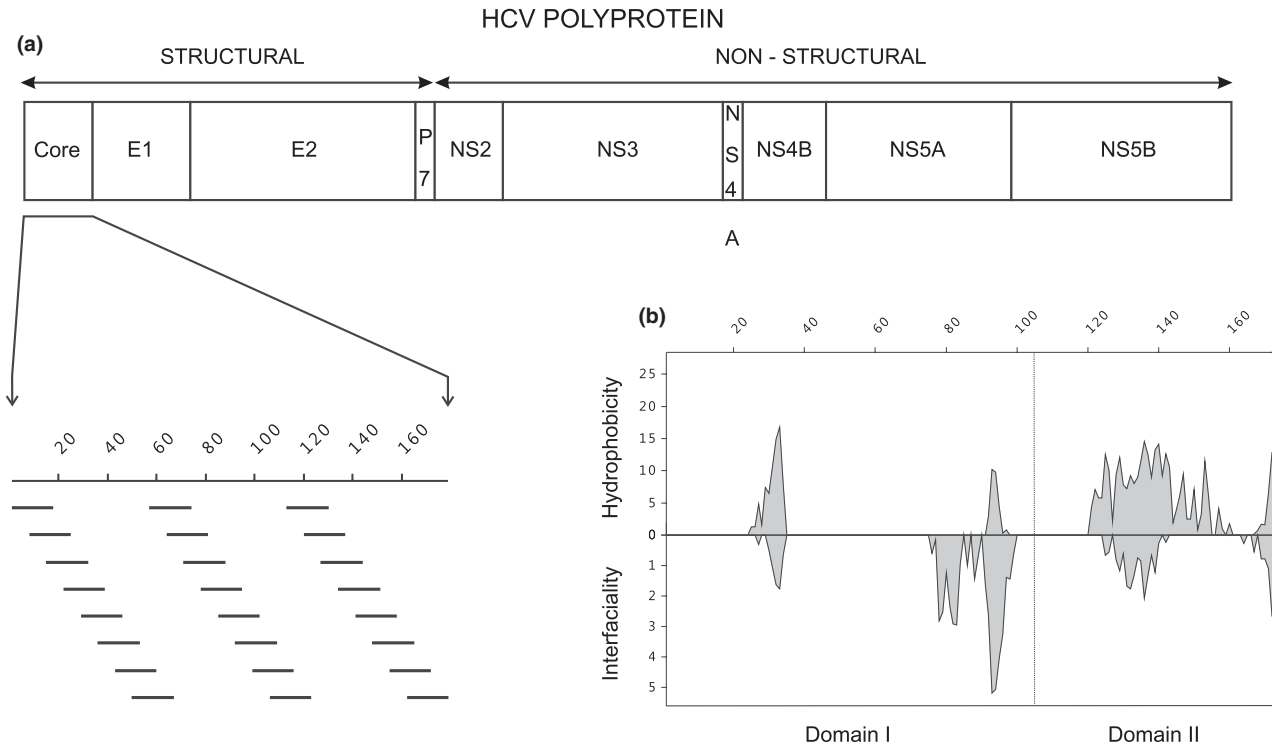 HCV POLYPROTEIN
(a)
STRUCTURAL NON - STRUCTURAL
Core E1 E2 P7 NS2 NS3 NS4A NS4B NS5A NS5B
20 40 60 80 100 120 140 160
(b)
20 40 60 80 100 120 140 160
Hydrophobicity
25
20
15
10
5
0
Interfaciality
1
2
3
4
5
Domain I Domain II